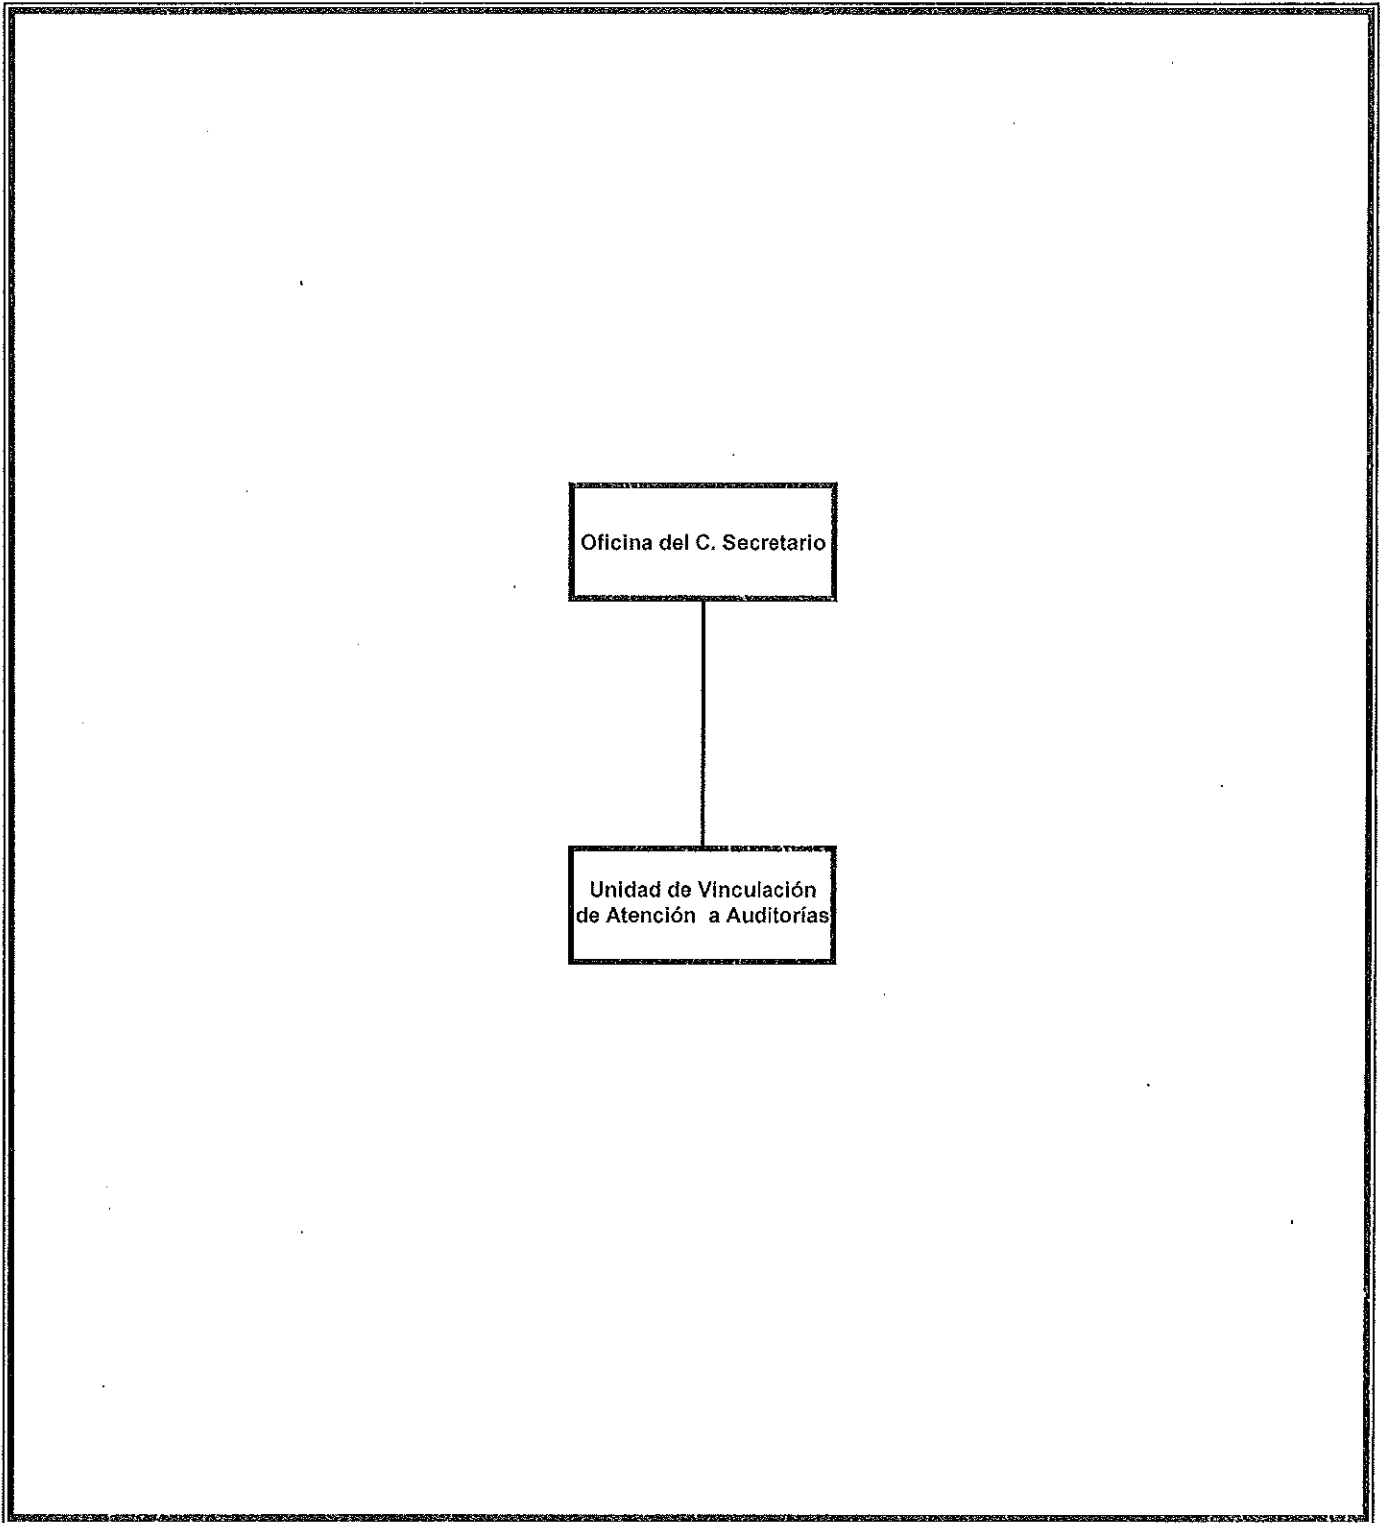 Oficina del C. Secretario
Unidad de Vinculación
de Atención a Auditorías